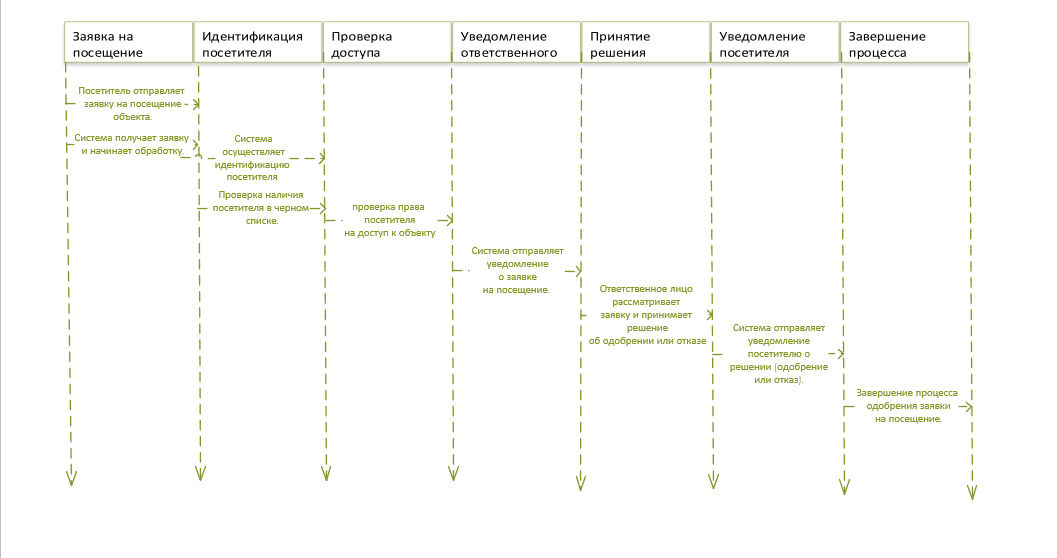 Заявка на
посещение
Идентификация
посетителя
Проверка
доступа
Уведомление
ответственного
Принятие
решения
Уведомление
посетителя
Завершение
процесса
Посетитель отправляет
заявку на посещение
объекта.
Система получает заявку
и начинает обработку.
Система
осуществляет
идентификацию
посетителя
Проверка наличия
посетителя в черном
списке.
проверка права
посетителя
на доступ к объекту
Система отправляет
уведомление
о заявке
на посещение.
Ответственное лицо
рассматривает
заявку и принимает
решение
об одобрении или отказе
Система отправляет
уведомление
посетителю о
решении (одобрение
или отказ).
Завершение процесса
одобрения заявки
на посещение.